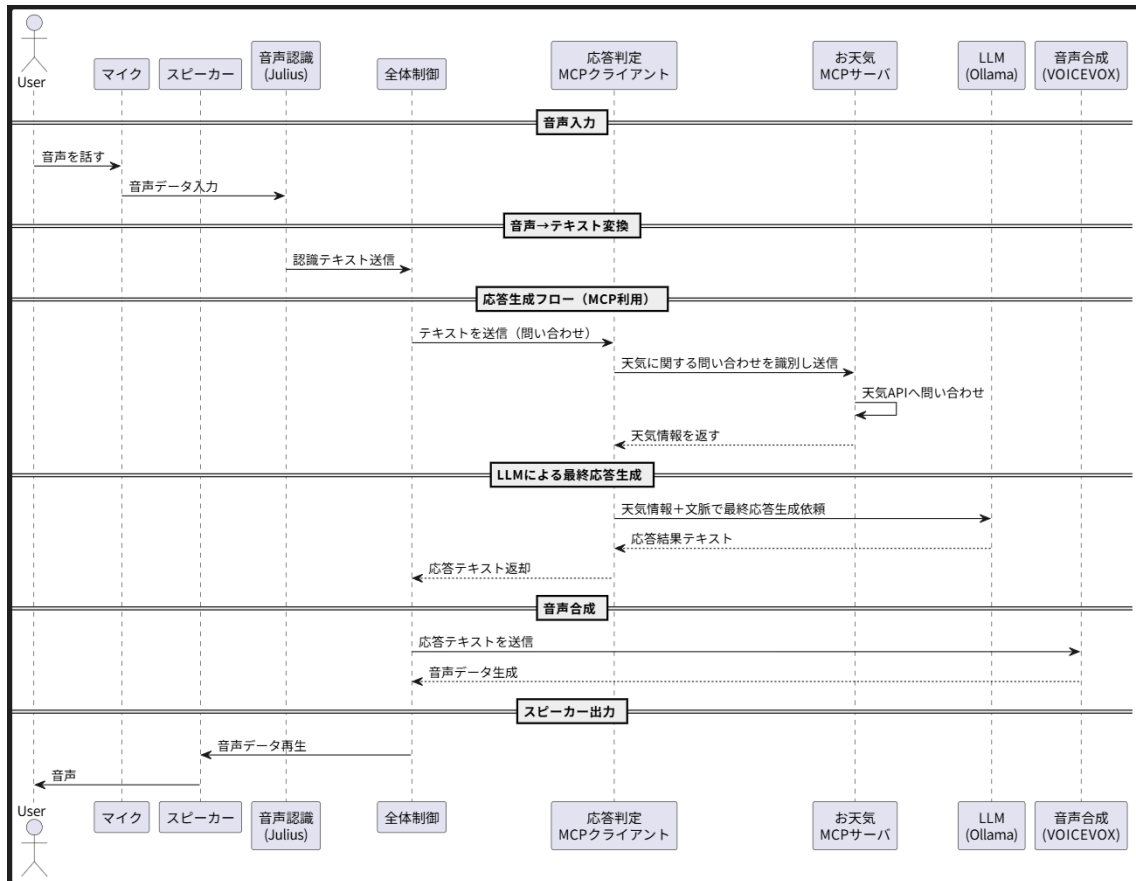 User
マイク
スピーカー
音声認識
(Julius)
全体制御
応答判定
MCPクライアント
お天気
MCPサーバ
LLM
(Ollama)
音声合成
(VOICEVOX)
音声入力
音声を話す
音声データ入力
音声→テキスト変換
認識テキスト送信
応答生成フロー（MCP利用）
テキストを送信（問い合わせ）
天気に関する問い合わせを識別し送信
天気APIへ問い合わせ
天気情報を返す
LLMによる最終応答生成
天気情報＋文脈で最終応答生成依頼
応答結果テキスト
応答テキスト返却
音声合成
応答テキストを送信
音声データ生成
スピーカー出力
音声データ再生
音声
User
マイク
スピーカー
音声認識
(Julius)
全体制御
応答判定
MCPクライアント
お天気
MCPサーバ
LLM
(Ollama)
音声合成
(VOICEVOX)